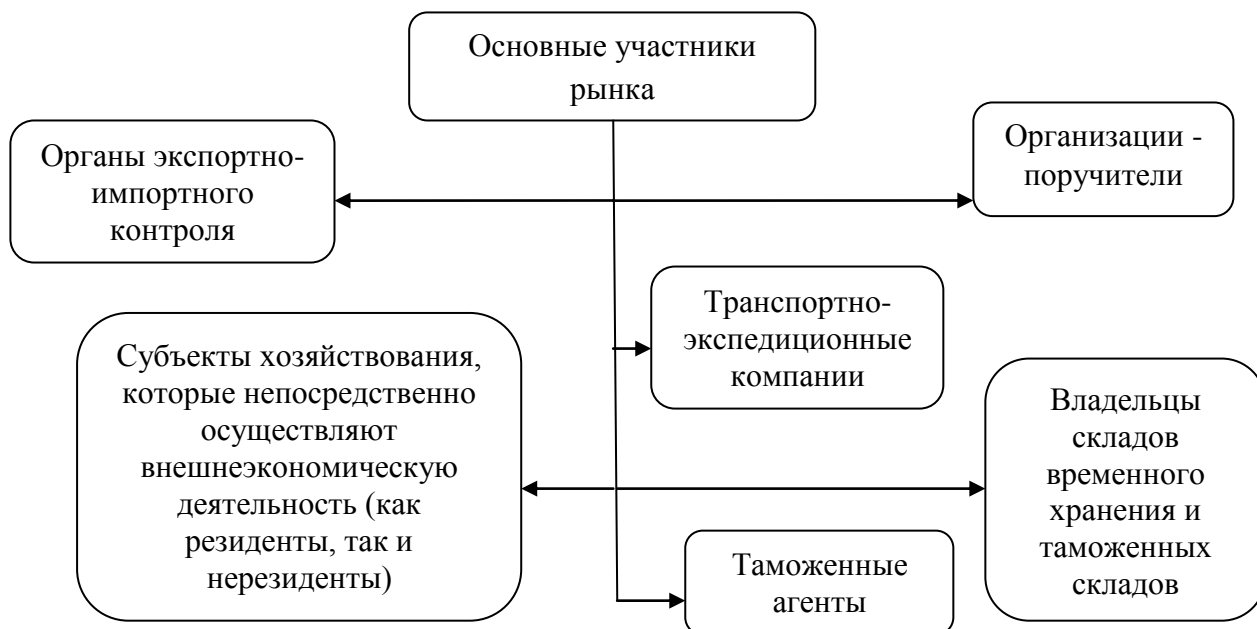 Основные участники
рынка
Органы экспортно-
импортного
контроля
Организации -
поручители
Транспортно-
экспедиционные
компании
Субъекты хозяйствования,
которые непосредственно
осуществляют
внешнеэкономическую
деятельность (как
резиденты, так и
нерезиденты)
Владельцы
складов
временного
хранения и
таможенных
складов
Таможенные
агенты